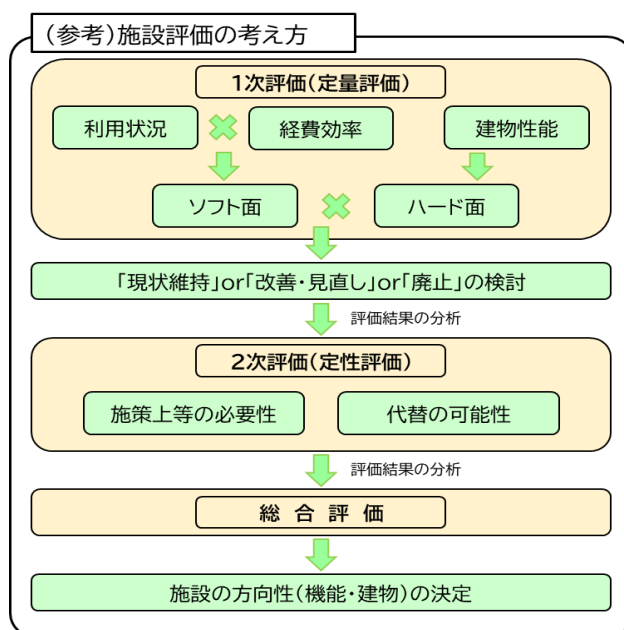 (参考)施設評価の考え方
1次評価(定量評価)
利用状況
経費効率
建物性能
ソフト面
ハード面
「現状維持」or「改善・見直し」or「廃止」の検討
評価結果の分析
2次評価(定性評価)
施策上等の必要性
代替の可能性
評価結果の分析
総合評価
施設の方向性(機能・建物)の決定